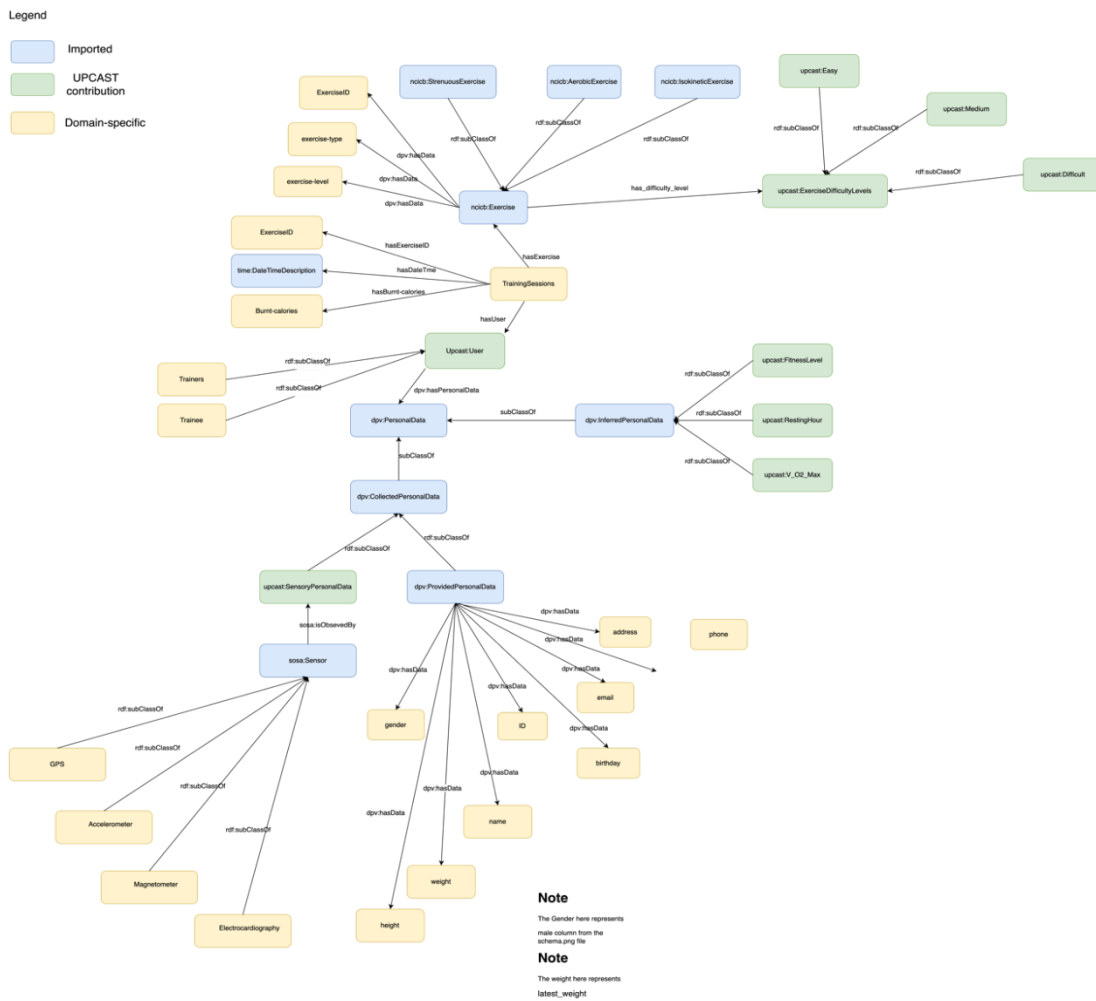 Legend
Imported
UPCAST
contribution
Domain-specific
ncicb:StrenuousExercise
ncicb:AerobicExercise
ncicb:IsokineticExercise
upcast:Easy
upcast:Medium
ExerciseID
rdf:subClassOf
rdf:subClassOf
rdf:subClassOf
rdf:subClassOf
rdf:subClassOf
exercise-type
dpv:hasData
rdf:subClassOf
dpv:hasData
exercise-level
dpv:hasData
has_difficulty_level
upcast:ExerciseDifficultyLevels
upcast:Difficult
ncicb:Exercise
ExerciseID
hasExerciseID
hasExercise
time:DateTimeDescription
hasDateTme
TrainingSessions
hasBurnt-calories
Burnt-calories
hasUser
Upcast:User
upcast:FitnessLevel
rdf:subClassOf
rdf:subClassOf
Trainers
rdf:subClassOf
dpv:hasPersonalData
Trainee
dpv:PersonalData
subClassOf
dpv:InferredPersonalData
rdf:subClassOf
upcast:RestingHour
subClassOf
rdf:subClassOf
upcast:V_O2_Max
dpv:CollectedPersonalData
rdf:subClassOf
rdf:subClassOf
upcast:SensoryPersonalData
dpv:ProvidedPersonalData
sosa:isObsevedBy
dpv:hasData
address
phone
dpv:hasData
sosa:Sensor
dpv:hasData
dpv:hasData
email
rdf:subClassOf
gender
ID
dpv:hasData
rdf:subClassOf
GPS
birthday
rdf:subClassOf
dpv:hasData
dpv:hasData
dpv:hasData
name
Accelerometer
rdf:subClassOf
Magnetometer
weight
Electrocardiography
height
Note
The Gender here represents
male column from the
schema.png file
Note
The weight here represents
latest_weight